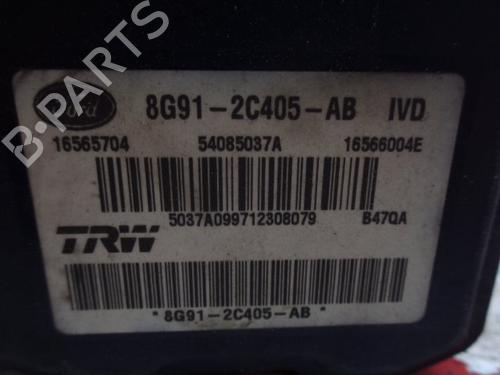 B-PARTS
Ford
8G91-2C405-AB IVD
16565704 54085037A 16566004E
5037A099712308079 B47QA
TRW
*8G91-2C405-AB*